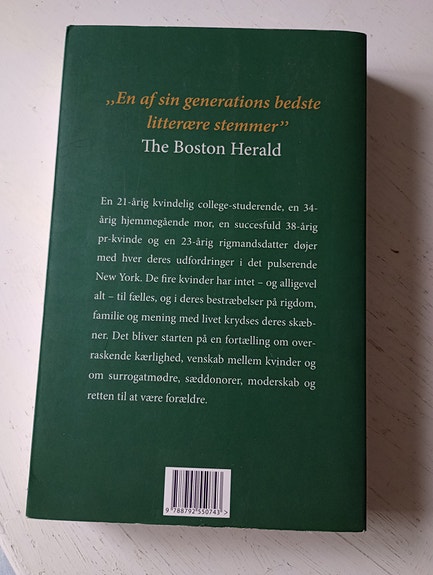 „En af sin generations bedste
litterære stemmer”
The Boston Herald
En 21-årig kvindelig college-studerende, en 34-
årig hjemmegående mor, en succesfuld 38-årig
pr-kvinde og en 23-årig rigmandsdatter døjer
med hver deres udfordringer i det pulserende
New York. De fire kvinder har intet – og alligevel
alt – til fælles, og i deres bestræbelser på rigdom,
familie og mening med livet krydses deres skæb-
ner. Det bliver starten på en fortælling om over-
raskende kærlighed, venskab mellem kvinder og
om surrogatmødre, sæddonorer, moderskab og
retten til at være forældre.
9 788792 550743 >